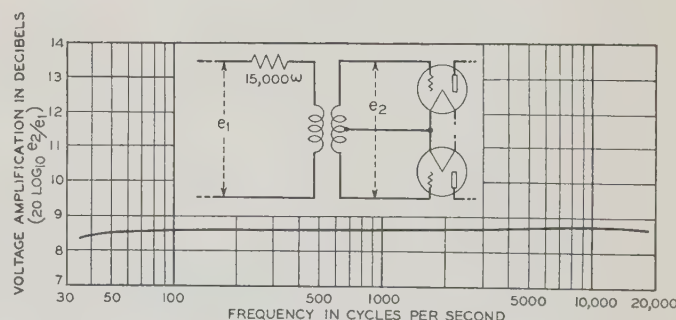 VOLTAGE AMPLIFICATION IN DECIBELS
(20 LOG10 e2/e1)
14
13
12
11
10
9
8
7
15,000ω
e1
e2
30
50
100
500
1000
5000
10,000
20,000
FREQUENCY IN CYCLES PER SECOND